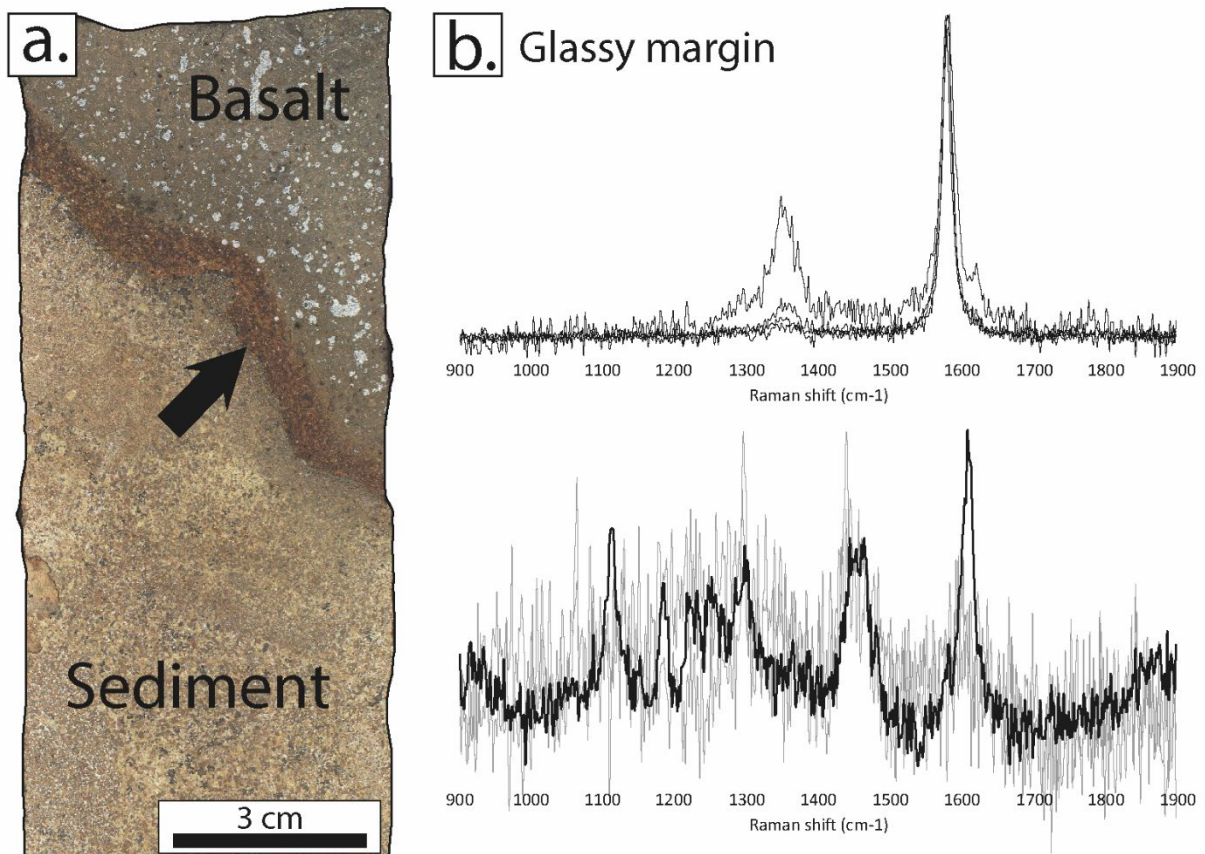 a.
Basalt
Sediment
3 cm
b. Glassy margin
900 1000 1100 1200 1300 1400 1500 1600 1700 1800 1900
Raman shift (cm-1)
900 1000 1100 1200 1300 1400 1500 1600 1700 1800 1900
Raman shift (cm-1)